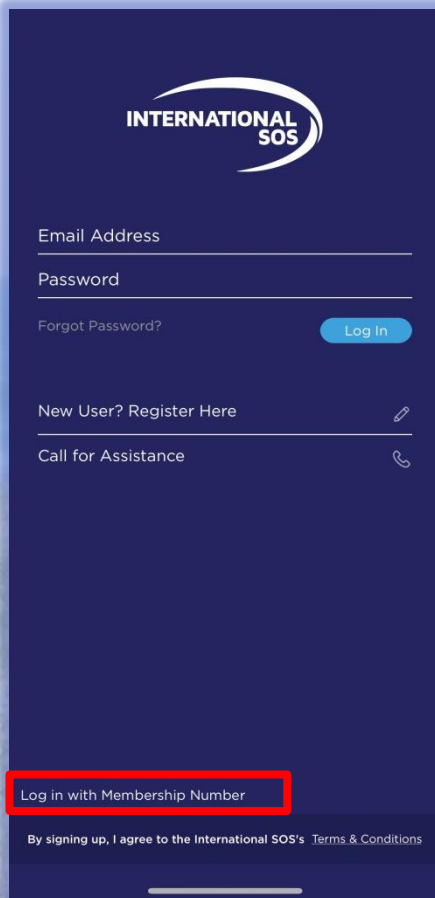 INTERNATIONAL
SOS
Email Address
Password
Forgot Password?
Log In
New User? Register Here
Call for Assistance
Log in with Membership Number
By signing up, I agree to the International SOS's Terms & Conditions